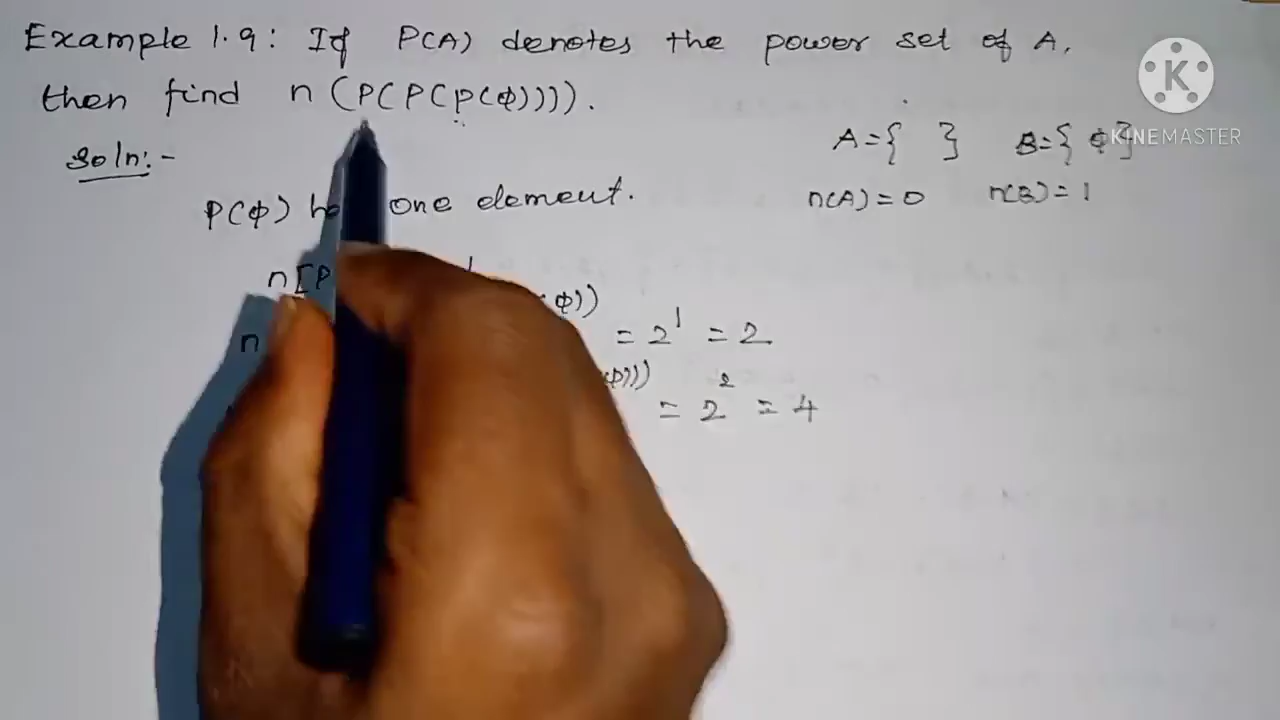 Example 1.9: If P(A) denotes the power set of A,
then find n(P(P(P(ϕ)))).
K
KINEMASTER
A={ } B={ ϕ}
Soln:-
n(A)=0 n(B)=1
P(ϕ) one element.
n[P
ϕ))
n = 2¹ = 2
ϕ)))
= 2² = 4